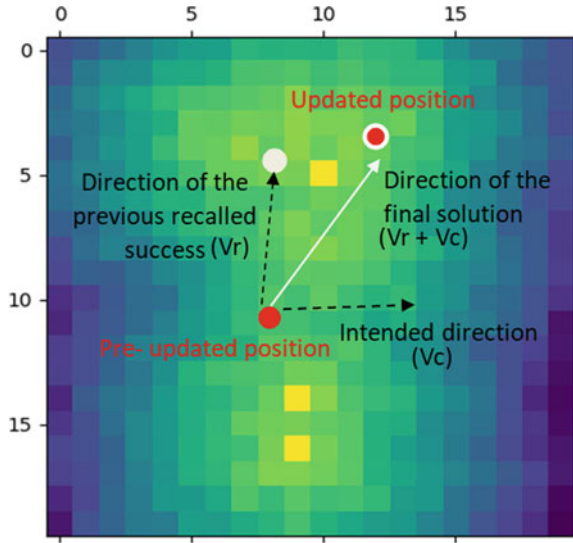 0 5 10 15
0
Updated position
5
Direction of the
previous recalled
success (Vr)
Direction of the
final solution
(Vr + Vc)
10
Intended direction
(Vc)
Pre- updated position
15